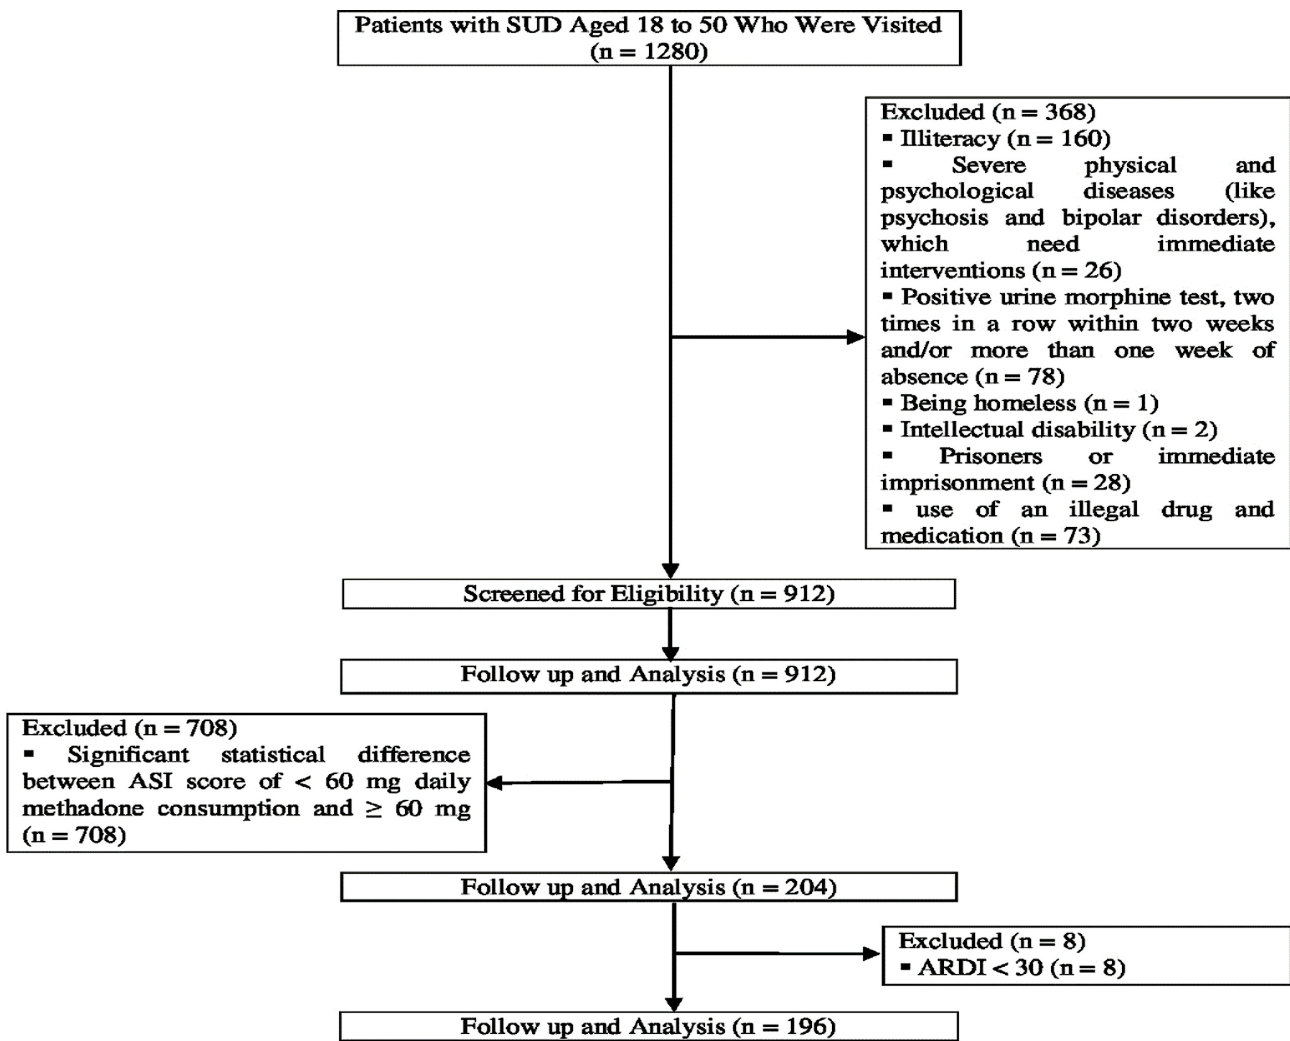 Patients with SUD Aged 18 to 50 Who Were Visited
(n = 1280)
Excluded (n = 368)
▪ Illiteracy (n = 160)
▪ Severe physical and
psychological diseases (like
psychosis and bipolar disorders),
which need immediate
interventions (n = 26)
▪ Positive urine morphine test, two
times in a row within two weeks
and/or more than one week of
absence (n = 78)
▪ Being homeless (n = 1)
▪ Intellectual disability (n = 2)
▪ Prisoners or immediate
imprisonment (n = 28)
▪ use of an illegal drug and
medication (n = 73)
Screened for Eligibility (n = 912)
Follow up and Analysis (n = 912)
Excluded (n = 708)
▪ Significant statistical difference
between ASI score of < 60 mg daily
methadone consumption and ≥ 60 mg
(n = 708)
Follow up and Analysis (n = 204)
Excluded (n = 8)
▪ ARDI < 30 (n = 8)
Follow up and Analysis (n = 196)